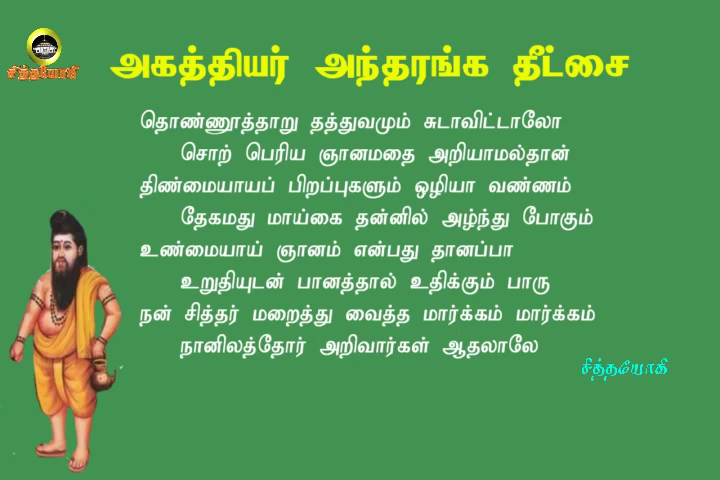 சித்தயோகி
அகத்தியர் அந்தரங்க தீட்சை
தொண்ணூத்தாறு தத்துவமும் சுடாவிட்டாலோ
சொற் பெரிய ஞானமதை அறியாமல்தான்
திண்மையாயப் பிறப்புகளும் ஒழியா வண்ணம்
தேகமது மாய்கை தன்னில் அழ்ந்து போகும்
உண்மையாய் ஞானம் என்பது தானப்பா
உறுதியுடன் பானத்தால் உதிக்கும் பாரு
நன் சித்தர் மறைத்து வைத்த மார்க்கம் மார்க்கம்
நானிலத்தோர் அறிவார்கள் ஆதலாலே
சித்தயோகி